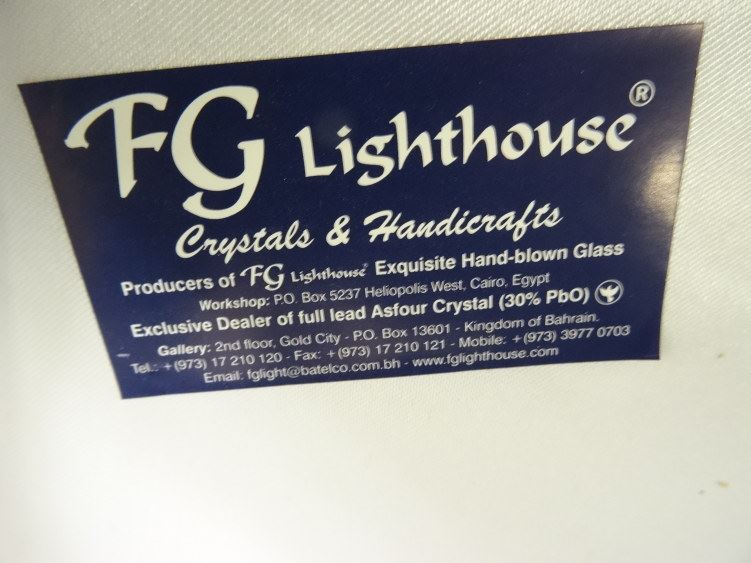 FG Lighthouse®
Crystals & Handicrafts
Producers of FG Lighthouse® Exquisite Hand-blown Glass
Workshop: P.O. Box 5237 Heliopolis West, Cairo, Egypt
Exclusive Dealer of full lead Asfour Crystal (30% PbO)
Gallery: 2nd floor, Gold City - P.O. Box 13601 - Kingdom of Bahrain.
Tel.: +(973) 17 210 120 - Fax: +(973) 17 210 121 - Mobile: +(973) 3977 0703
Email: fglight@batelco.com.bh - www.fglighthouse.com